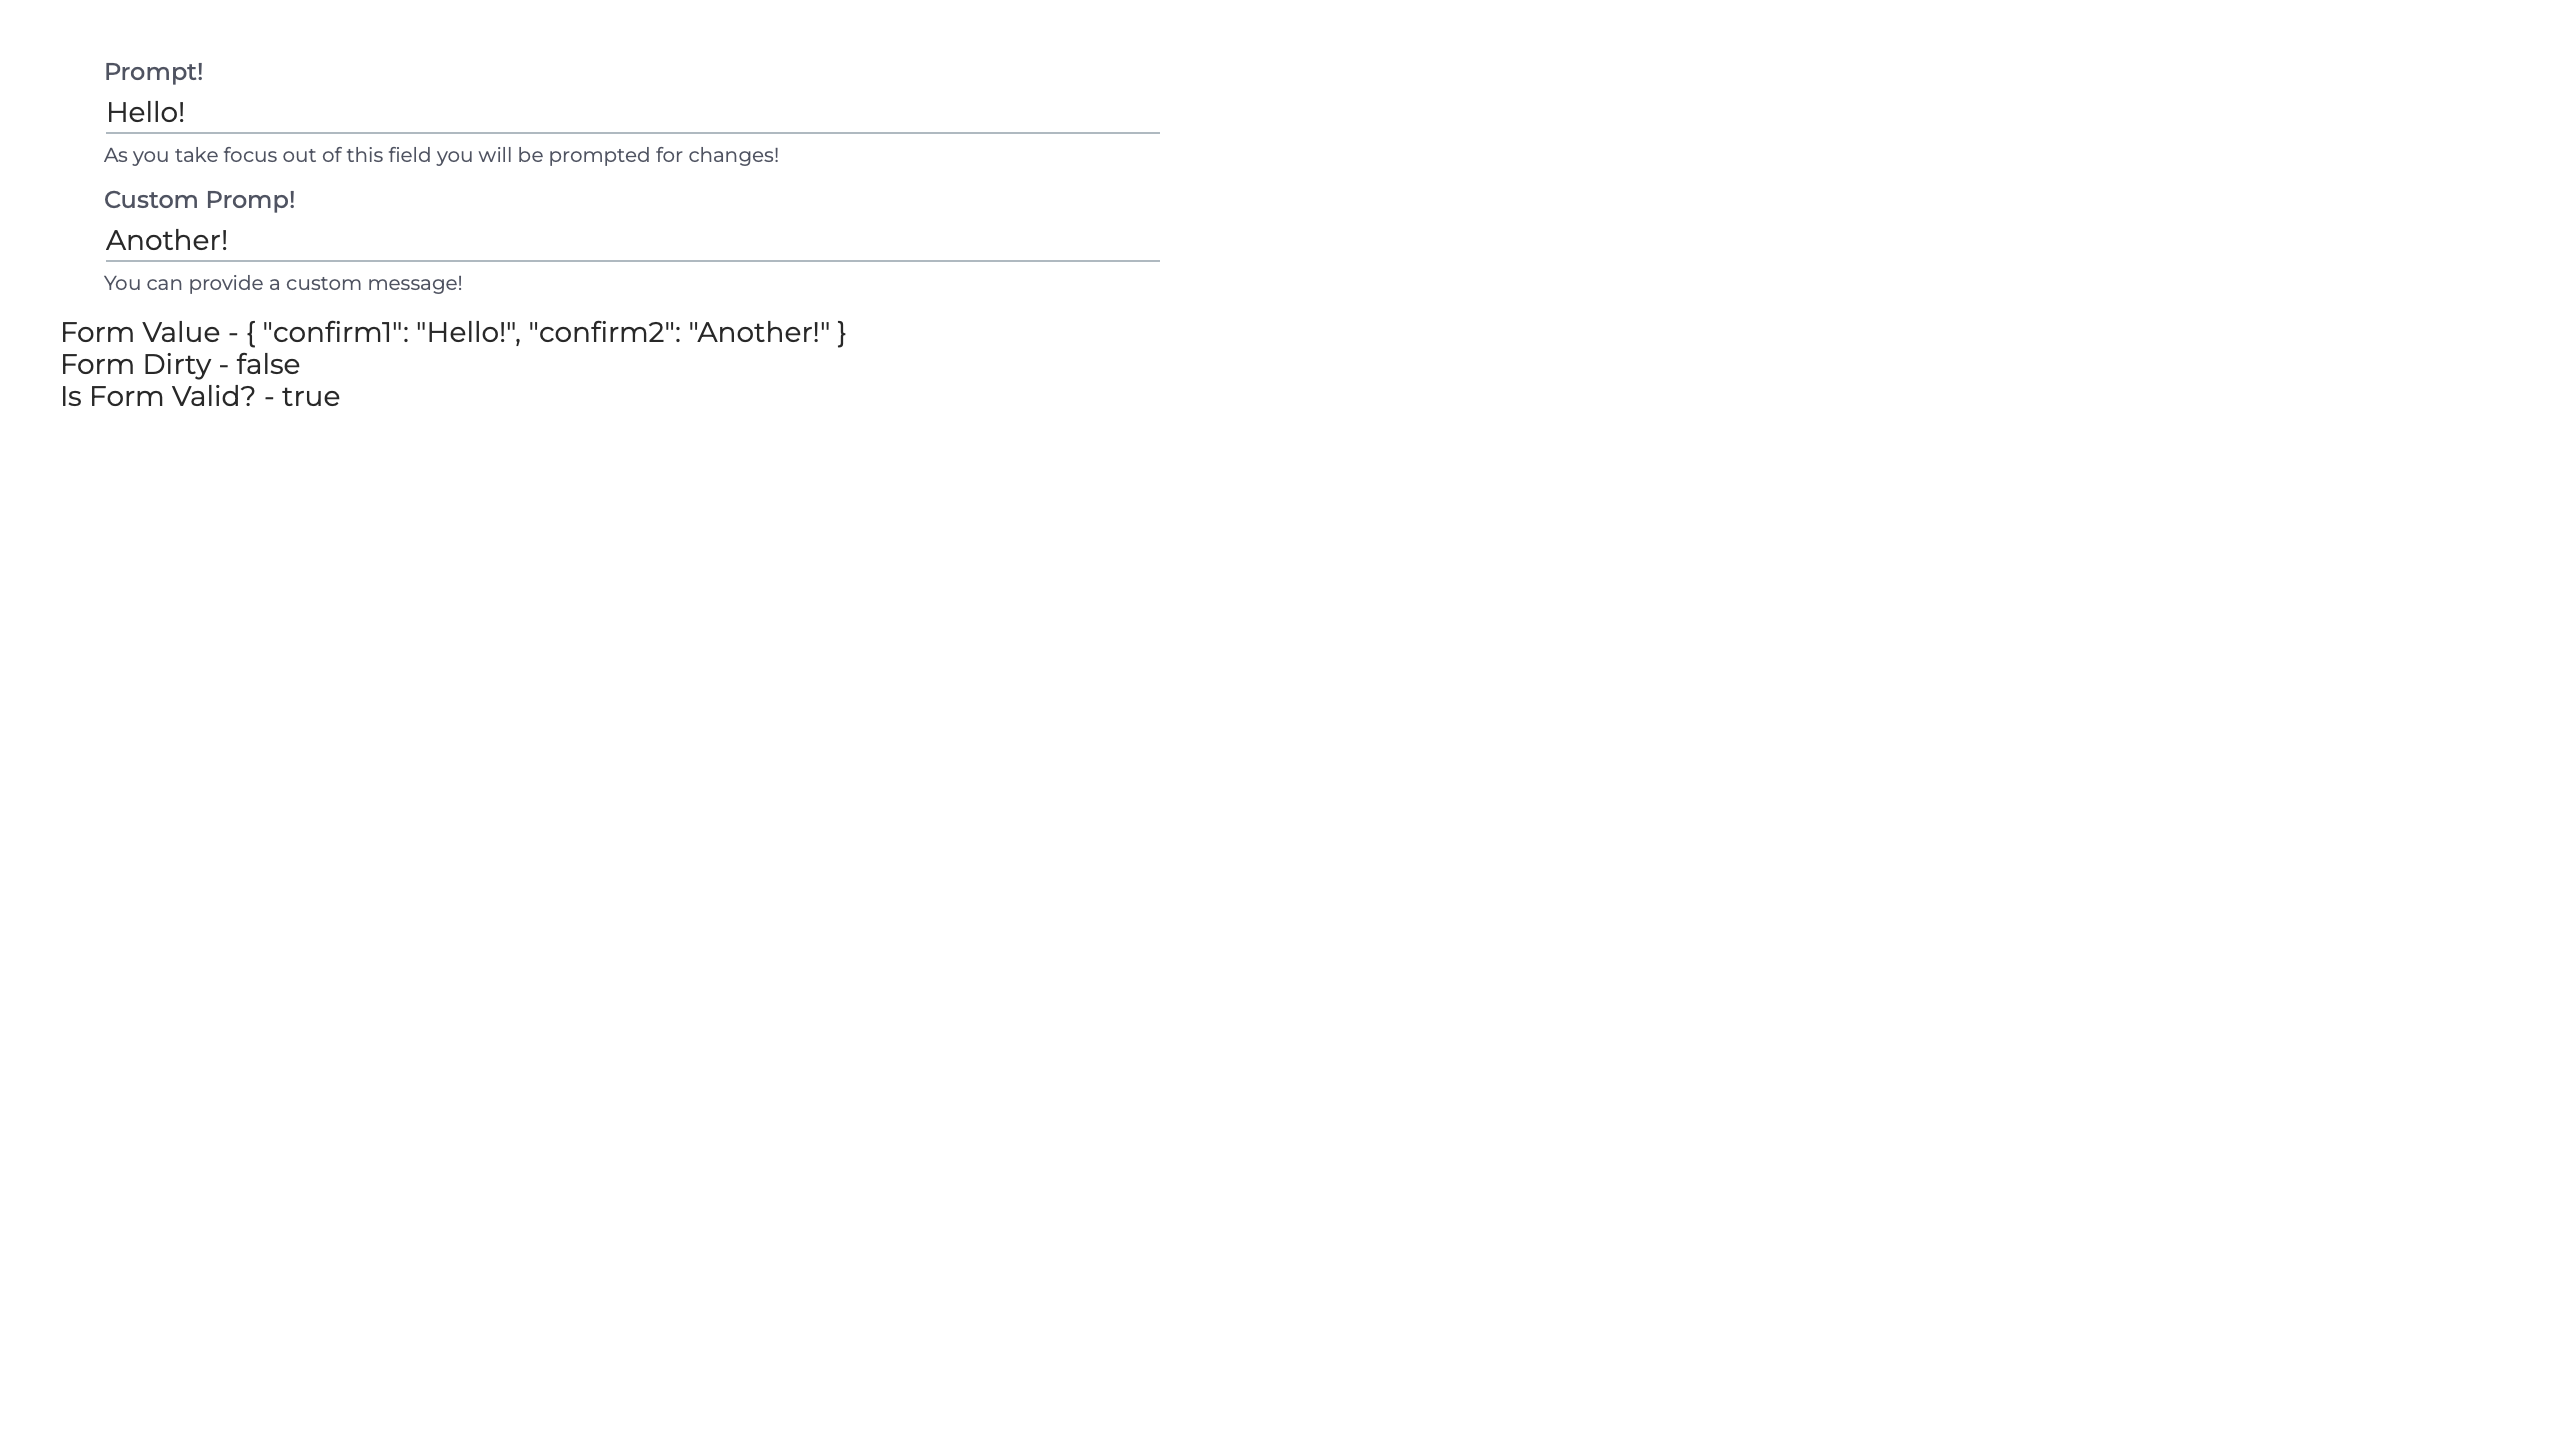 Prompt!
Hello!
As you take focus out of this field you will be prompted for changes!
Custom Promp!
Another!
You can provide a custom message!
Form Value - { "confirm1": "Hello!", "confirm2": "Another!" }
Form Dirty - false
Is Form Valid? - true